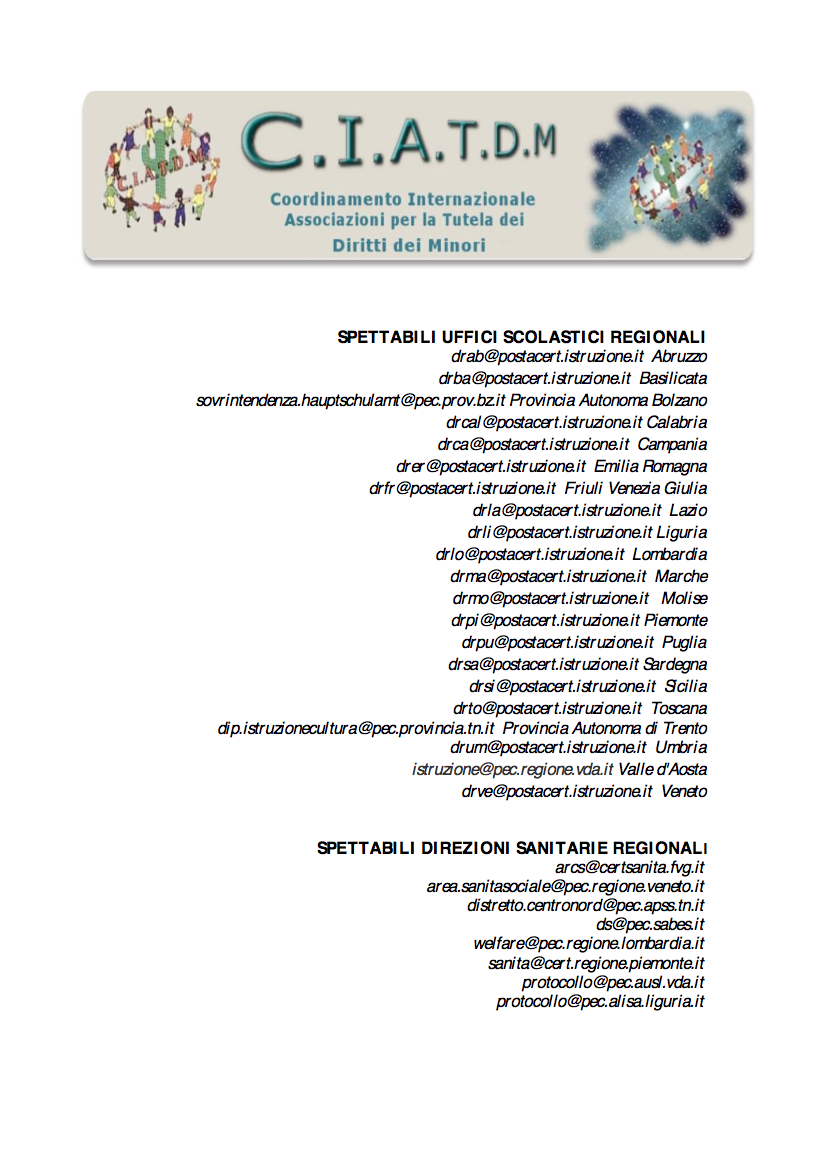 C.I.A.T.D.M
C.I.A.T.D.M
C.I.A.T.D.M
Coordinamento Internazionale
Associazioni per la Tutela dei
Diritti dei Minori
SPETTABILI UFFICI SCOLASTICI REGIONALI
drab@postacert.istruzione.it Abruzzo
drba@postacert.istruzione.it Basilicata
sovrintendenza.hauptschulamt@pec.prov.bz.it Provincia Autonoma Bolzano
drcal@postacert.istruzione.it Calabria
drca@postacert.istruzione.it Campania
drer@postacert.istruzione.it Emilia Romagna
drfr@postacert.istruzione.it Friuli Venezia Giulia
drla@postacert.istruzione.it Lazio
drli@postacert.istruzione.it Liguria
drlo@postacert.istruzione.it Lombardia
drma@postacert.istruzione.it Marche
drmo@postacert.istruzione.it Molise
drpi@postacert.istruzione.it Piemonte
drpu@postacert.istruzione.it Puglia
drsa@postacert.istruzione.it Sardegna
drsi@postacert.istruzione.it Sicilia
drto@postacert.istruzione.it Toscana
dip.istruzionecultura@pec.provincia.tn.it Provincia Autonoma di Trento
drum@postacert.istruzione.it Umbria
istruzione@pec.regione.vda.it Valle d'Aosta
drve@postacert.istruzione.it Veneto
SPETTABILI DIREZIONI SANITARIE REGIONALI
arcs@certsanita.fvg.it
area.sanitasociale@pec.regione.veneto.it
distretto.centronord@pec.apss.tn.it
ds@pec.sabes.it
welfare@pec.regione.lombardia.it
sanita@cert.regione.piemonte.it
protocollo@pec.ausl.vda.it
protocollo@pec.alisa.liguria.it